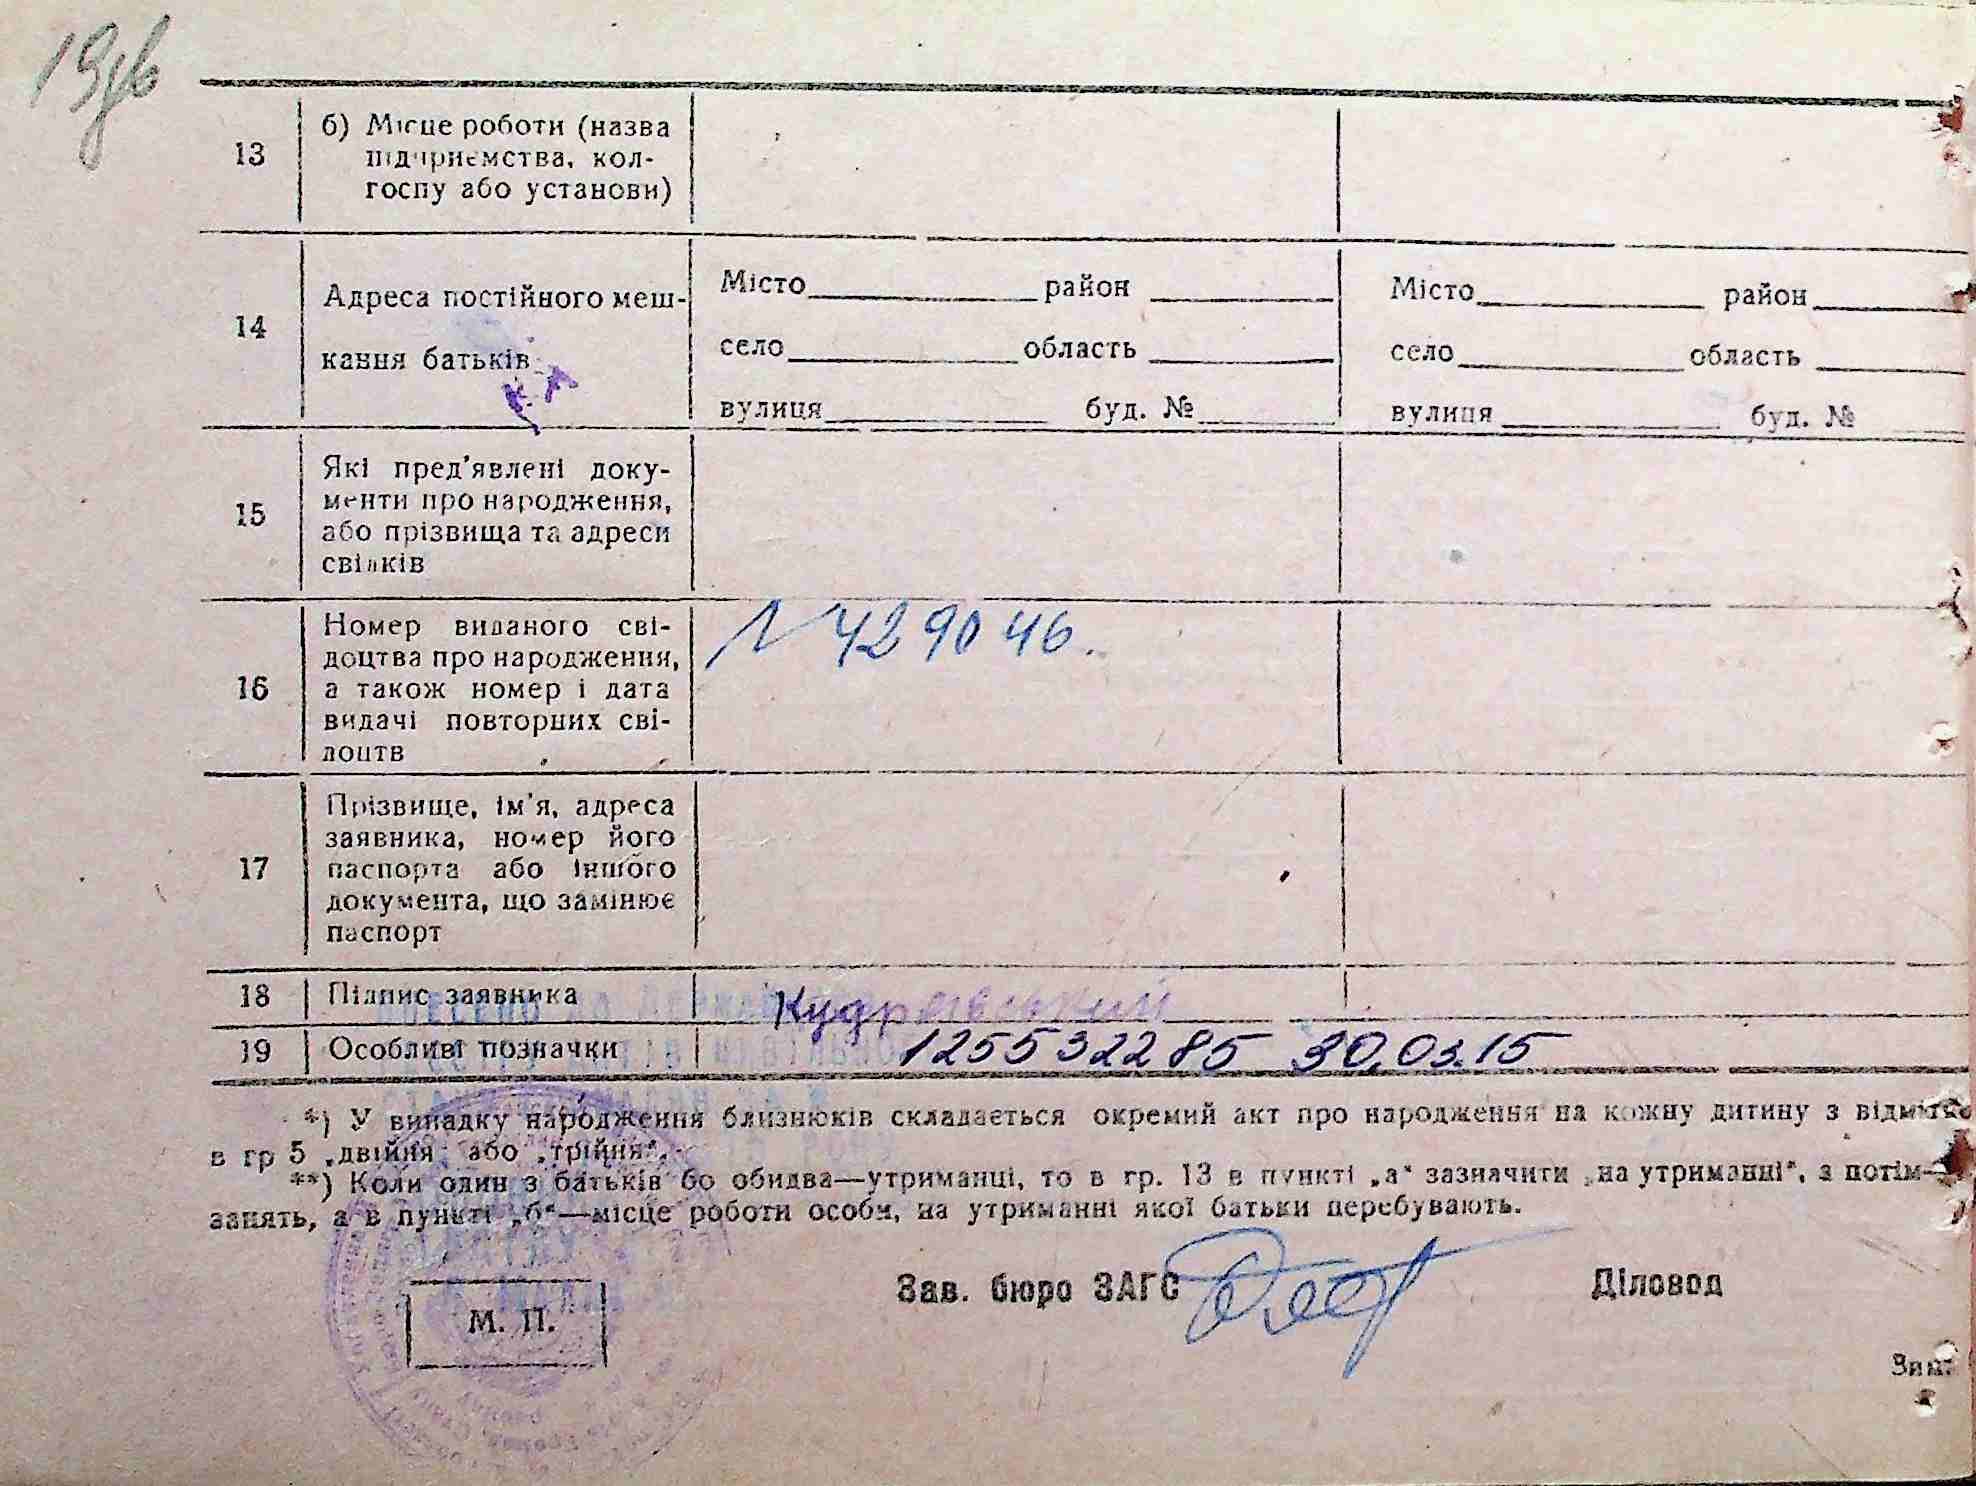 13
б) Місце роботи (назва
підприємства, кол-
госпу або установи)
14
Адреса постійного меш-
кання батьків
Місто район
село область
вулиця буд. №
Місто район
село область
вулиця буд. №
15
Які пред'явлені доку-
менти про народження,
або прізвища та адреси
свідків
16
Номер виданого сві-
доцтва про народження,
а також номер і дата
видачі повторних сві-
доцтв
N 429046.
17
Прізвище, ім'я, адреса
заявника, номер його
паспорта або іншого
документа, що замінює
паспорт
18
Підпис заявника
19
Особливі позначки
125532285 30.03.15
*) У випадку народження близнюків складається окремий акт про народження на кожну дитину з відмітко
в гр 5 „двійня, або „трійня“.
**) Коли один з батьків бо обидва—утриманці, то в гр. 13 в пункті „а“ зазначити „на утриманні“, а потім—
занять, а в пункті „б“—місце роботи особи, на утриманні якої батьки перебувають.
Зав. бюро ЗАГС
Діловод
М. П.